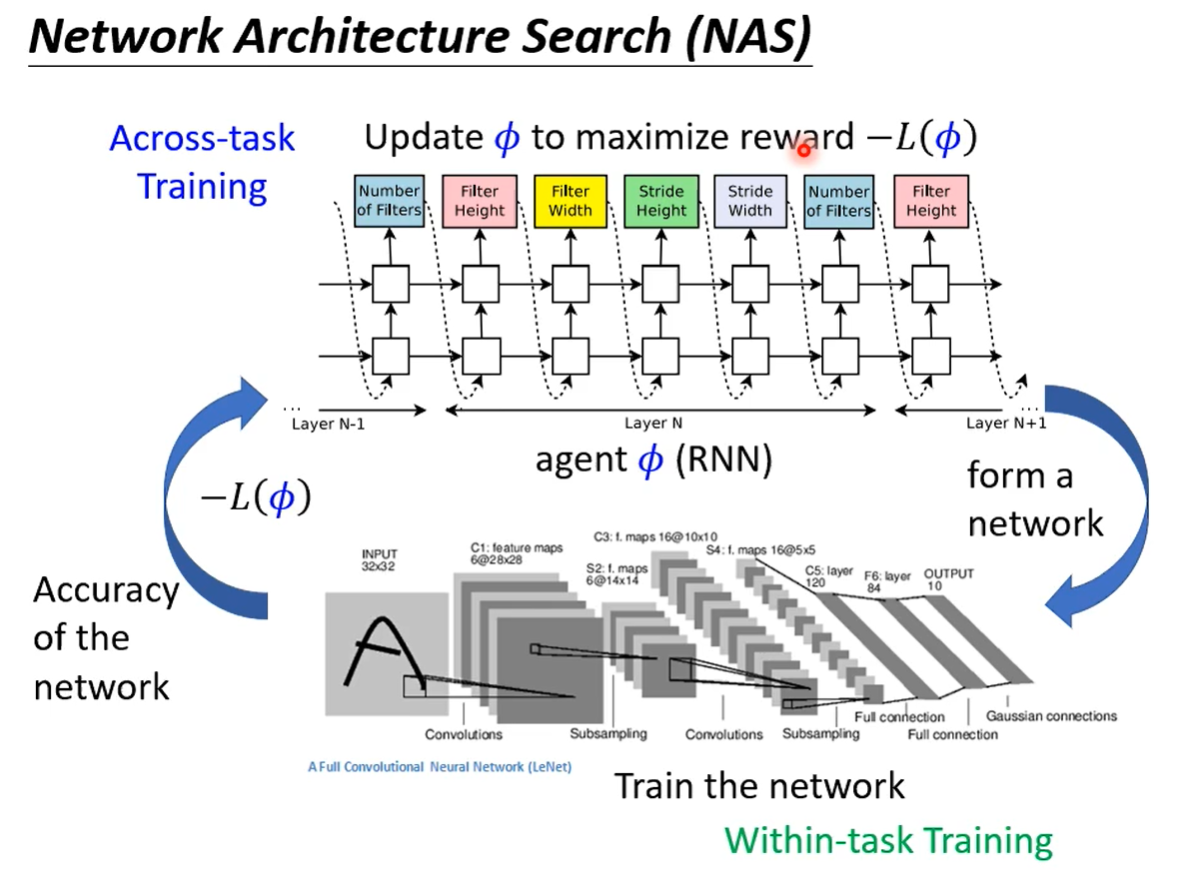 Network Architecture Search (NAS)
Across-task
Training
Update ϕ to maximize reward −L(ϕ)
Number
of Filters
Filter
Height
Filter
Width
Stride
Height
Stride
Width
Number
of Filters
Filter
Height
...
Layer N-1
Layer N
...
Layer N+1
agent ϕ (RNN)
−L(ϕ)
form a
network
Accuracy
of the
network
INPUT
32x32
C1: feature maps
6@28x28
S2: f. maps
6@14x14
C3: f. maps 16@10x10
S4: f. maps 16@5x5
C5: layer
120
F6: layer
84
OUTPUT
10
A
Convolutions
Subsampling
Convolutions
Subsampling
Full connection
Full connection
Gaussian connections
A Full Convolutional Neural Network (LeNet)
Train the network
Within-task Training